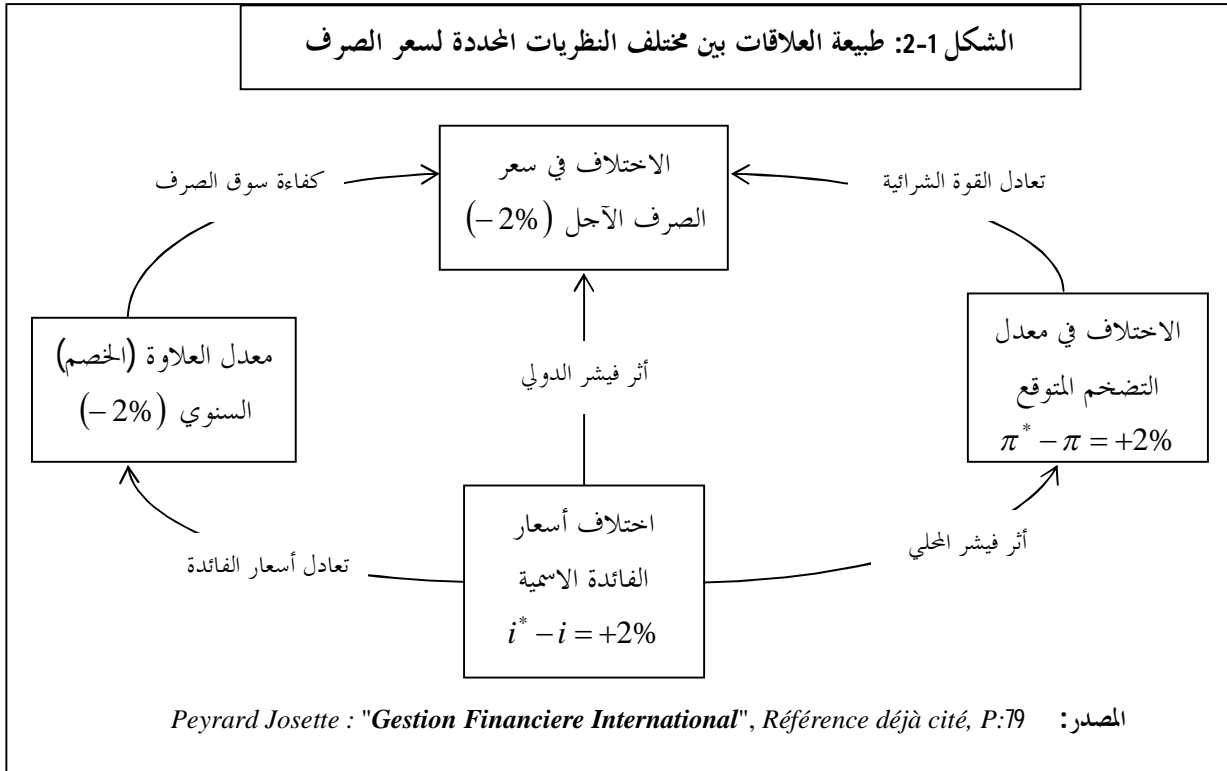 الشكل 1-2: طبيعة العلاقات بين مختلف النظريات المحددة لسعر الصرف
الاختلاف في سعر
الصرف الآجل (−2%)
تعادل القوة الشرائية
كفاءة سوق الصرف
الاختلاف في معدل
التضخم المتوقع
π* − π = +2%
أثر فيشر الدولي
معدل العلاوة (الخصم)
السنوي (−2%)
أثر فيشر المحلي
اختلاف أسعار
الفائدة الاسمية
i* − i = +2%
تعادل أسعار الفائدة
المصدر: Peyrard Josette : "Gestion Financiere International", Référence déjà cité, P:79